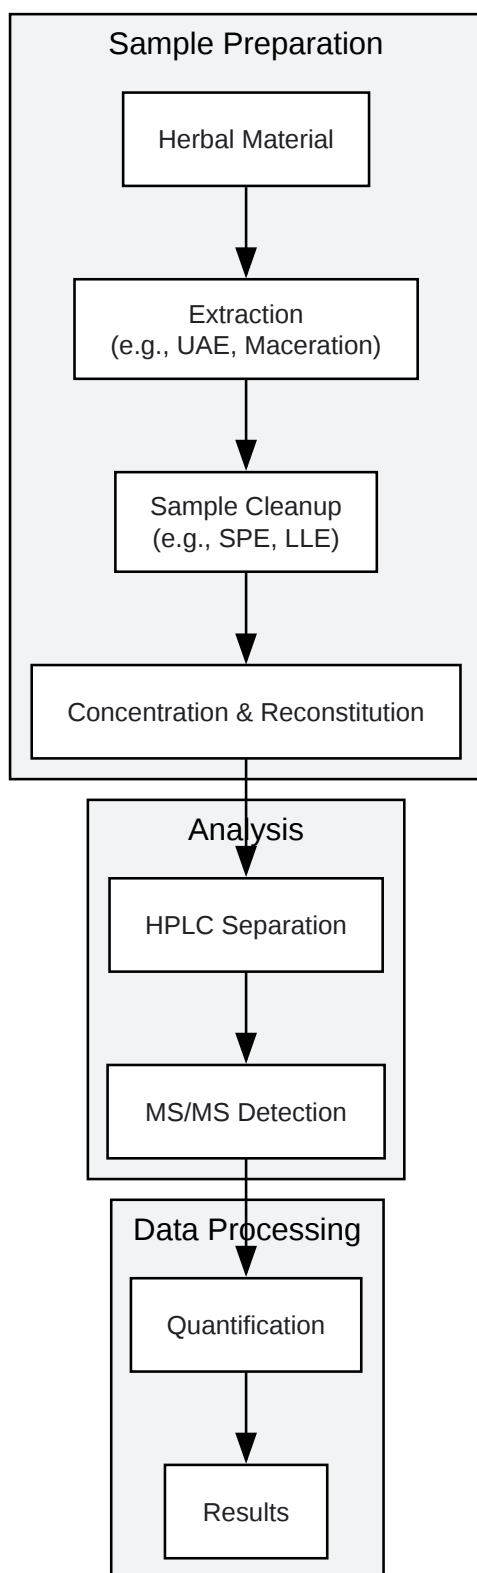 Sample Preparation
Herbal Material
Extraction
(e.g., UAE, Maceration)
Sample Cleanup
(e.g., SPE, LLE)
Concentration & Reconstitution
Analysis
HPLC Separation
MS/MS Detection
Data Processing
Quantification
Results